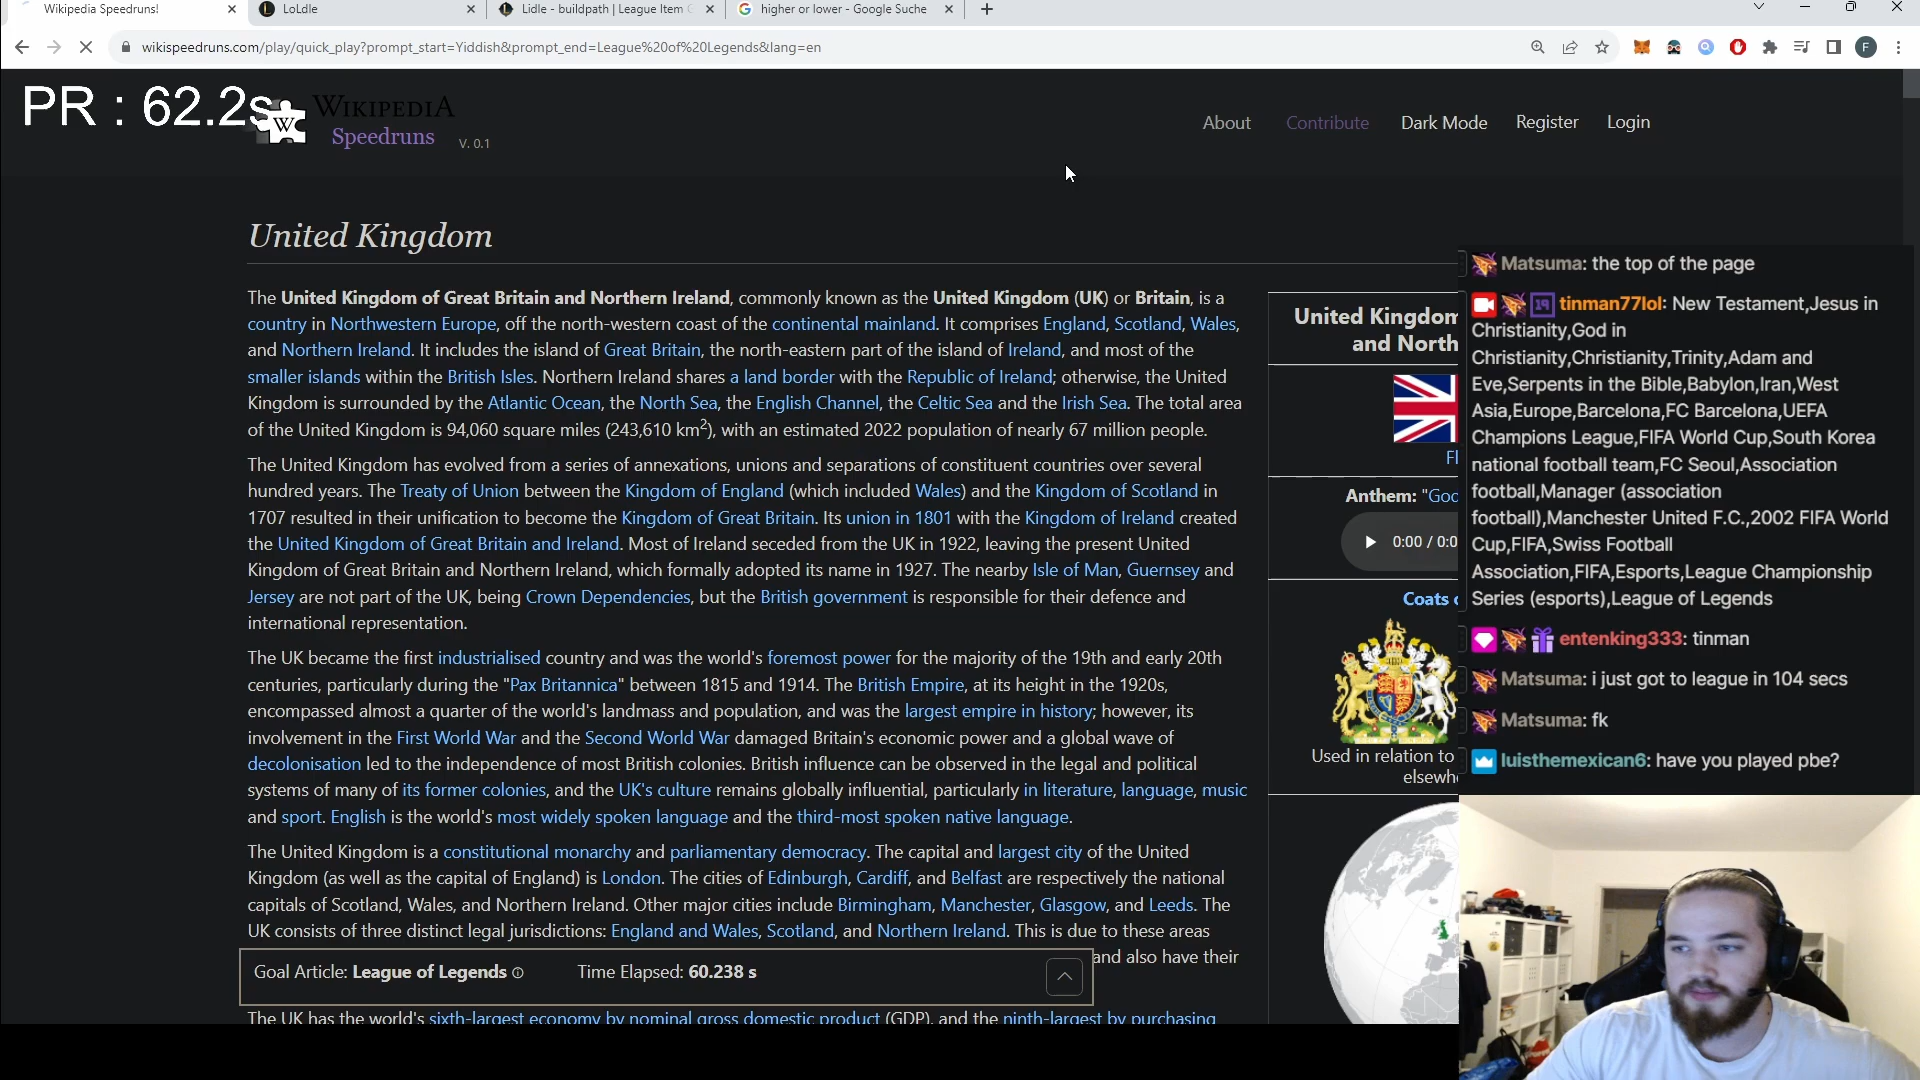 Wikipedia Speedruns!
LoLdle
Lidle - buildpath | League Item
higher or lower - Google Suche
wikispeedruns.com/play/quick_play?prompt_start=Yiddish&prompt_end=League%20of%20Legends&lang=en
F
PR : 62.2s
W
WIKIPEDIA
Speedruns
V. 0.1
About
Contribute
Dark Mode
Register
Login
United Kingdom
The United Kingdom of Great Britain and Northern Ireland, commonly known as the United Kingdom (UK) or Britain, is a
country in Northwestern Europe, off the north-western coast of the continental mainland. It comprises England, Scotland, Wales,
and Northern Ireland. It includes the island of Great Britain, the north-eastern part of the island of Ireland, and most of the
smaller islands within the British Isles. Northern Ireland shares a land border with the Republic of Ireland; otherwise, the United
Kingdom is surrounded by the Atlantic Ocean, the North Sea, the English Channel, the Celtic Sea and the Irish Sea. The total area
of the United Kingdom is 94,060 square miles (243,610 km2), with an estimated 2022 population of nearly 67 million people.
The United Kingdom has evolved from a series of annexations, unions and separations of constituent countries over several
hundred years. The Treaty of Union between the Kingdom of England (which included Wales) and the Kingdom of Scotland in
1707 resulted in their unification to become the Kingdom of Great Britain. Its union in 1801 with the Kingdom of Ireland created
the United Kingdom of Great Britain and Ireland. Most of Ireland seceded from the UK in 1922, leaving the present United
Kingdom of Great Britain and Northern Ireland, which formally adopted its name in 1927. The nearby Isle of Man, Guernsey and
Jersey are not part of the UK, being Crown Dependencies, but the British government is responsible for their defence and
international representation.
The UK became the first industrialised country and was the world's foremost power for the majority of the 19th and early 20th
centuries, particularly during the "Pax Britannica" between 1815 and 1914. The British Empire, at its height in the 1920s,
encompassed almost a quarter of the world's landmass and population, and was the largest empire in history; however, its
involvement in the First World War and the Second World War damaged Britain's economic power and a global wave of
decolonisation led to the independence of most British colonies. British influence can be observed in the legal and political
systems of many of its former colonies, and the UK's culture remains globally influential, particularly in literature, language, music
and sport. English is the world's most widely spoken language and the third-most spoken native language.
The United Kingdom is a constitutional monarchy and parliamentary democracy. The capital and largest city of the United
Kingdom (as well as the capital of England) is London. The cities of Edinburgh, Cardiff, and Belfast are respectively the national
capitals of Scotland, Wales, and Northern Ireland. Other major cities include Birmingham, Manchester, Glasgow, and Leeds. The
UK consists of three distinct legal jurisdictions: England and Wales, Scotland, and Northern Ireland. This is due to these areas
and also have their
Goal Article: League of Legends
Time Elapsed: 60.238 s
The UK has the world's sixth-largest economy by nominal gross domestic product (GDP), and the ninth-largest by purchasing
United Kingdom
and North
Fl
Anthem: "Goo
0:00 / 0:0
Coats
Used in relation to
elsewh
Matsuma: the top of the page
19 tinman77lol: New Testament,Jesus in
Christianity,God in
Christianity,Christianity,Trinity,Adam and
Eve,Serpents in the Bible,Babylon,Iran,West
Asia,Europe,Barcelona,FC Barcelona,UEFA
Champions League,FIFA World Cup,South Korea
national football team,FC Seoul,Association
football,Manager (association
football),Manchester United F.C.,2002 FIFA World
Cup,FIFA,Swiss Football
Association,FIFA,Esports,League Championship
Series (esports),League of Legends
entenking333: tinman
Matsuma: i just got to league in 104 secs
Matsuma: fk
luisthemexican6: have you played pbe?